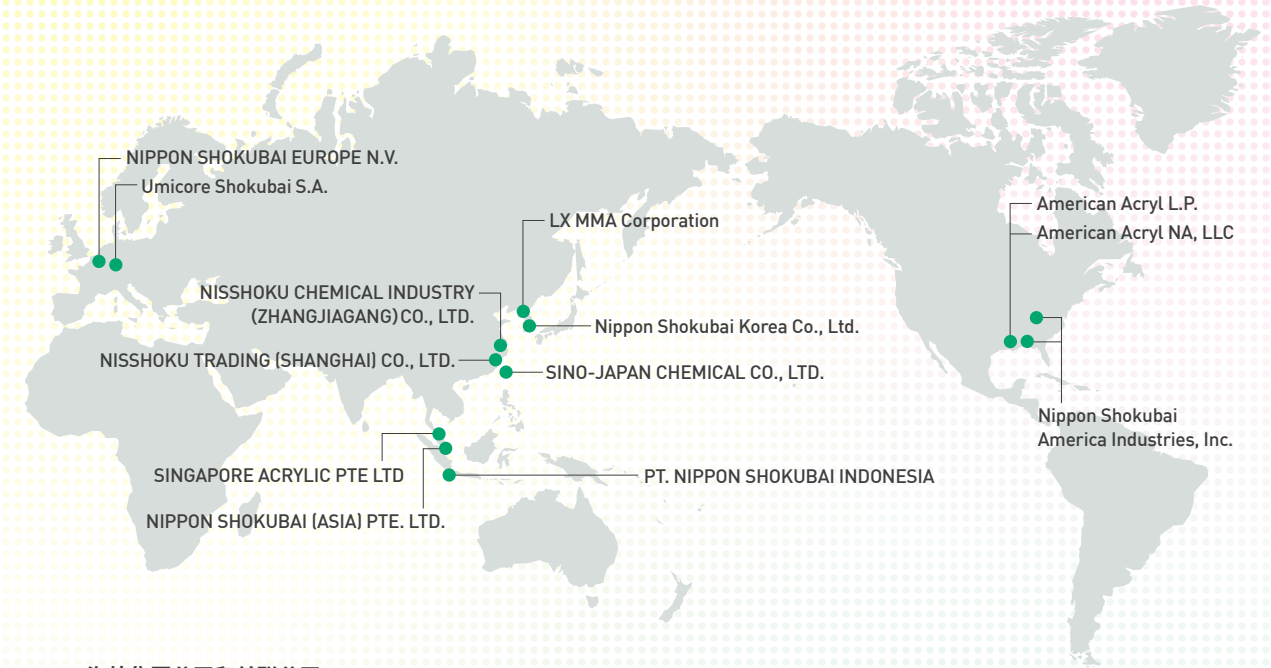 NIPPON SHOKUBAI EUROPE N.V.
Umicore Shokubai S.A.
LX MMA Corporation
American Acryl L.P.
American Acryl NA, LLC
NISSHOKU CHEMICAL INDUSTRY
(ZHANGJIAGANG) CO., LTD.
Nippon Shokubai Korea Co., Ltd.
NISSHOKU TRADING (SHANGHAI) CO., LTD.
SINO-JAPAN CHEMICAL CO., LTD.
Nippon Shokubai
America Industries, Inc.
SINGAPORE ACRYLIC PTE LTD
PT. NIPPON SHOKUBAI INDONESIA
NIPPON SHOKUBAI (ASIA) PTE. LTD.